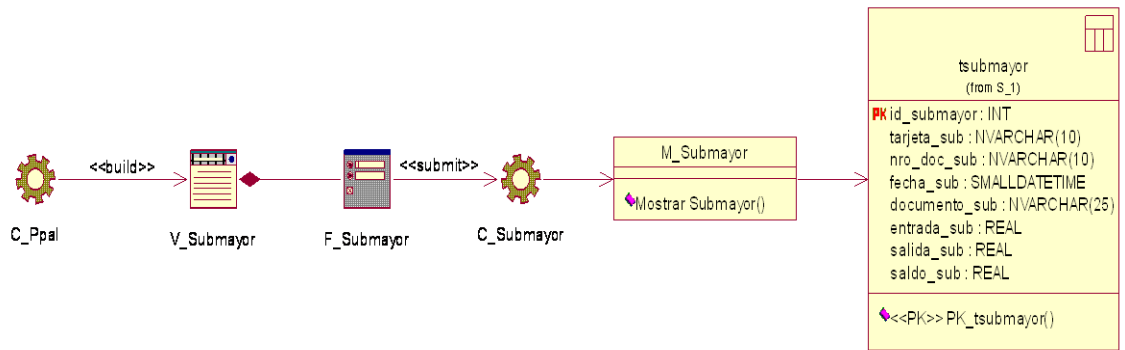 tsubmayor
(from S_1)
PK id_submayor : INT
tarjeta_sub : NVARCHAR(10)
nro_doc_sub : NVARCHAR(10)
fecha_sub : SMALLDATETIME
documento_sub : NVARCHAR(25)
entrada_sub : REAL
salida_sub : REAL
saldo_sub : REAL
<<PK>> PK_tsubmayor()
<<build>>
<<submit>>
M_Submayor
Mostrar Submayor()
C_Ppal
V_Submayor
F_Submayor
C_Submayor